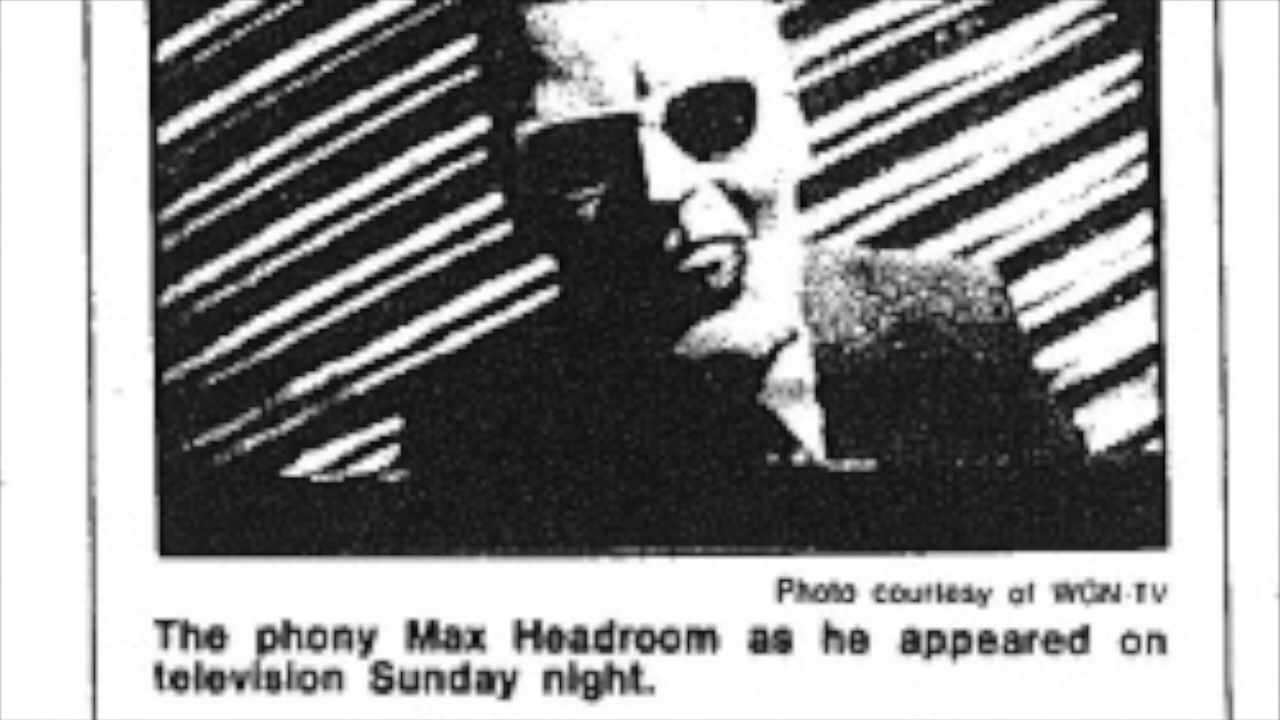 Photo courtesy of WGN-TV
The phony Max Headroom as he appeared on
television Sunday night.